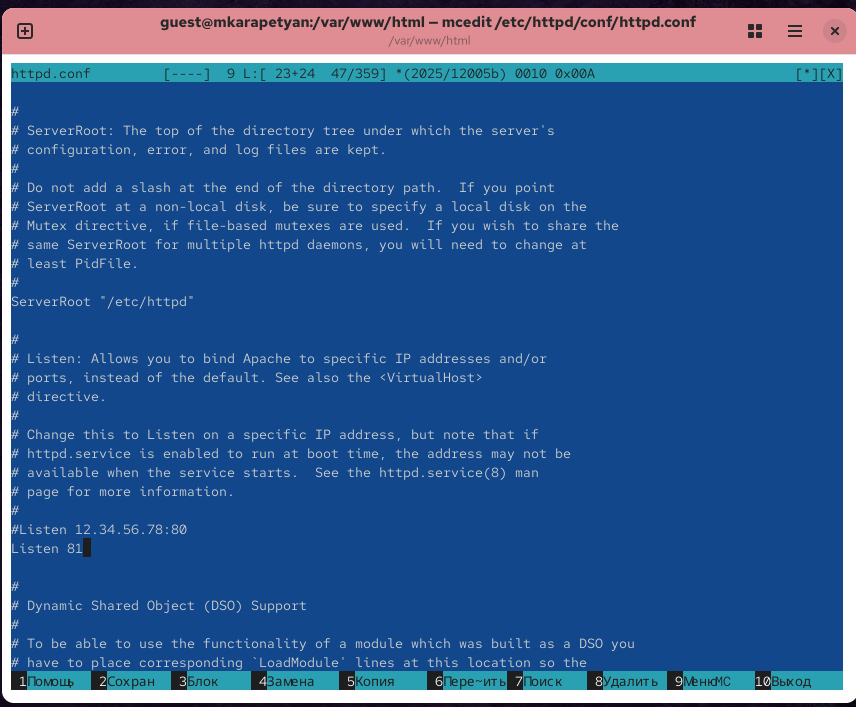 guest@mkarapetyan:/var/www/html — mcedit /etc/httpd/conf/httpd.conf
/var/www/html
httpd.conf         [----]  9 L:[ 23+24  47/359] *(2025/12005b) 0010 0x00A                         [*][X]
#
# ServerRoot: The top of the directory tree under which the server's
# configuration, error, and log files are kept.
#
# Do not add a slash at the end of the directory path.  If you point
# ServerRoot at a non-local disk, be sure to specify a local disk on the
# Mutex directive, if file-based mutexes are used.  If you wish to share the
# same ServerRoot for multiple httpd daemons, you will need to change at
# least PidFile.
#
ServerRoot "/etc/httpd"
#
# Listen: Allows you to bind Apache to specific IP addresses and/or
# ports, instead of the default. See also the <VirtualHost>
# directive.
#
# Change this to Listen on a specific IP address, but note that if
# httpd.service is enabled to run at boot time, the address may not be
# available when the service starts.  See the httpd.service(8) man
# page for more information.
#
#Listen 12.34.56.78:80
Listen 81
#
# Dynamic Shared Object (DSO) Support
#
# To be able to use the functionality of a module which was built as a DSO you
# have to place corresponding `LoadModule' lines at this location so the
1Помощь 2Сохран 3Блок 4Замена 5Копия 6Пере~ить 7Поиск 8Удалить 9МенюMC 10Выход